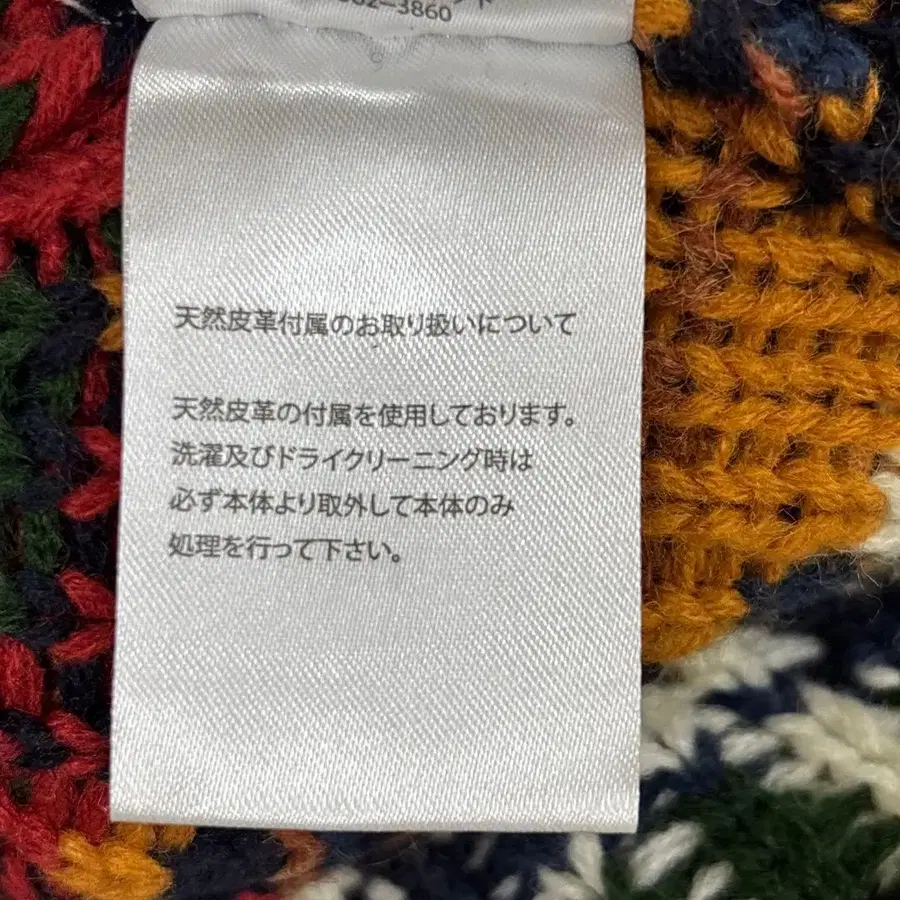 62-3860
天然皮革付属のお取り扱いについて
天然皮革の付属を使用しております。
洗濯及びドライクリーニング時は
必ず本体より取外して本体のみ
処理を行って下さい。